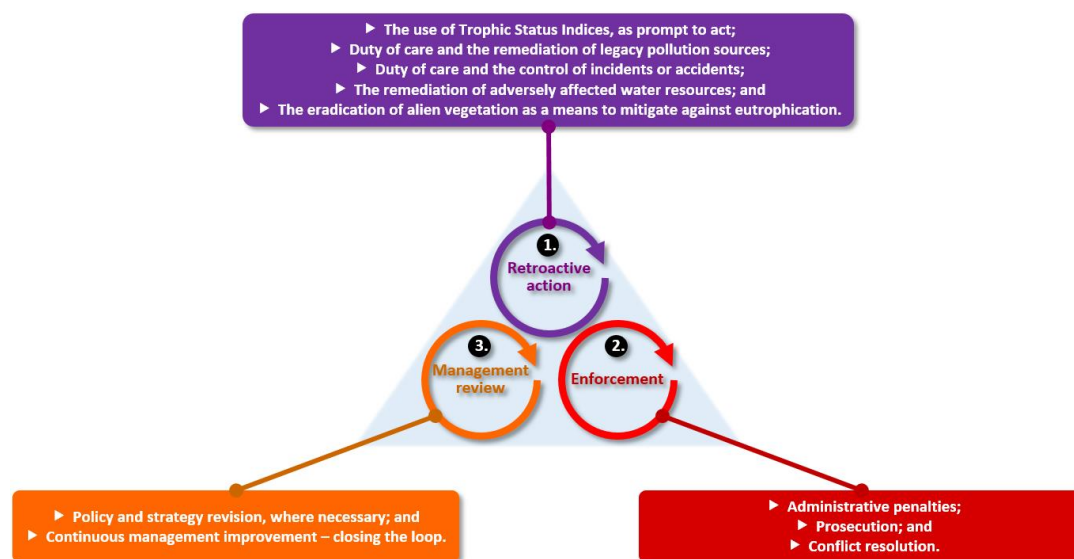 ► The use of Trophic Status Indices, as prompt to act;
► Duty of care and the remediation of legacy pollution sources;
► Duty of care and the control of incidents or accidents;
► The remediation of adversely affected water resources; and
► The eradication of alien vegetation as a means to mitigate against eutrophication.
1.
Retroactive
action
3.
Management
review
2.
Enforcement
► Policy and strategy revision, where necessary; and
► Continuous management improvement – closing the loop.
► Administrative penalties;
► Prosecution; and
► Conflict resolution.